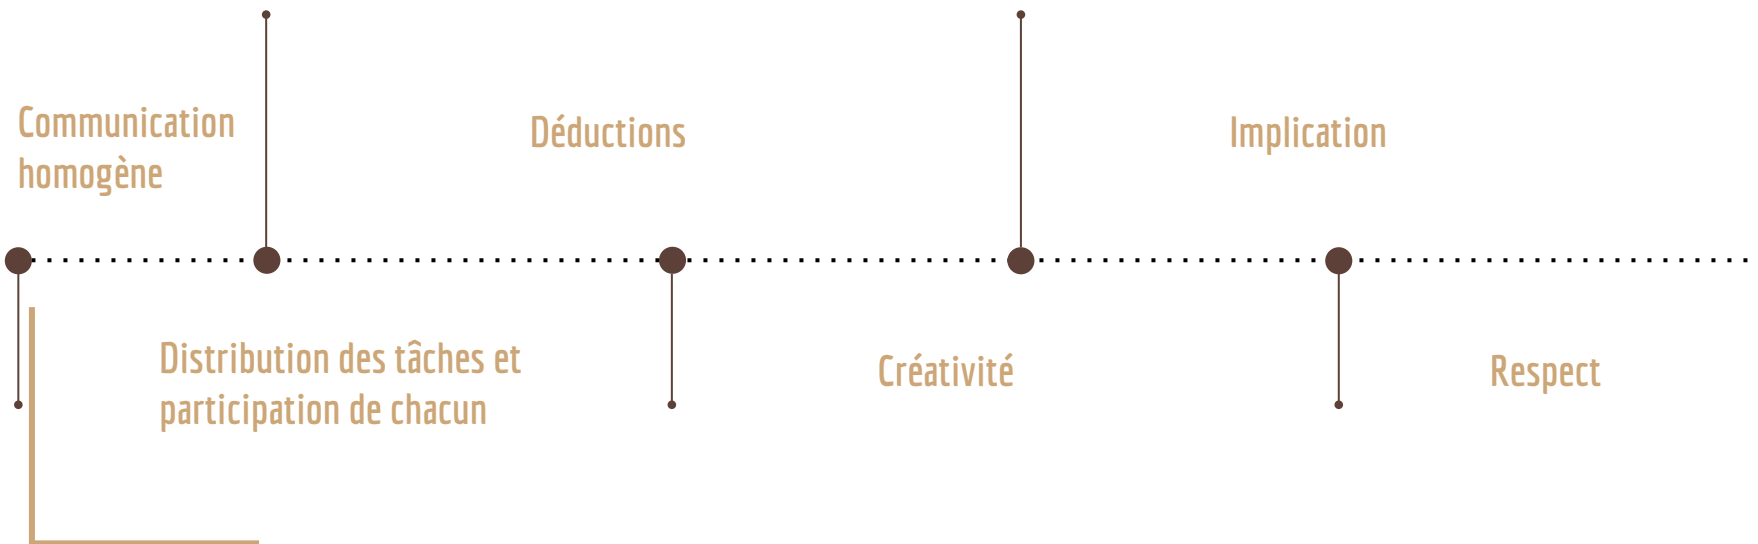 Communication
homogène
Déductions
Implication
Distribution des tâches et
participation de chacun
Créativité
Respect